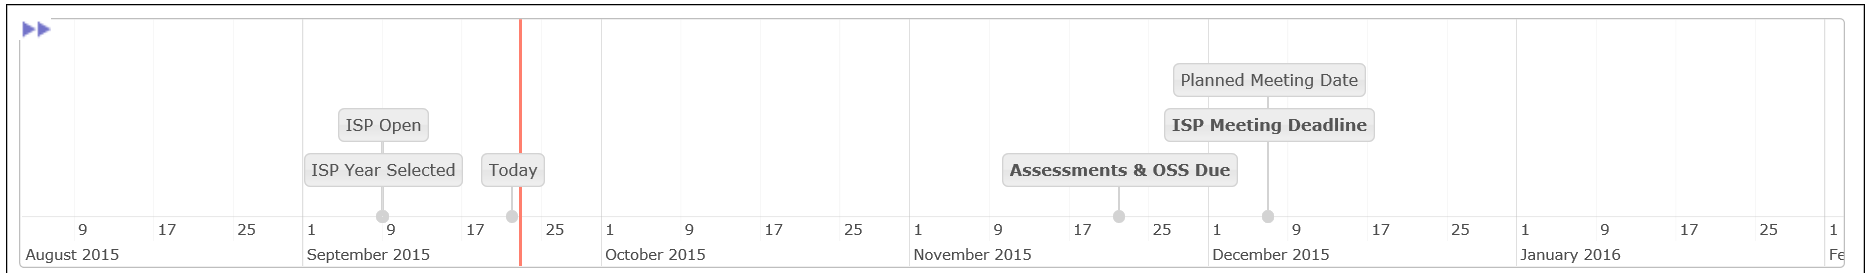 Planned Meeting Date
ISP Open
ISP Meeting Deadline
ISP Year Selected
Today
Assessments & OSS Due
9 17 25 1 9 17 25 1 9 17 25 1 9 17 25 1 9 17 25 1 9 17 25 1
August 2015 September 2015 October 2015 November 2015 December 2015 January 2016 Fe